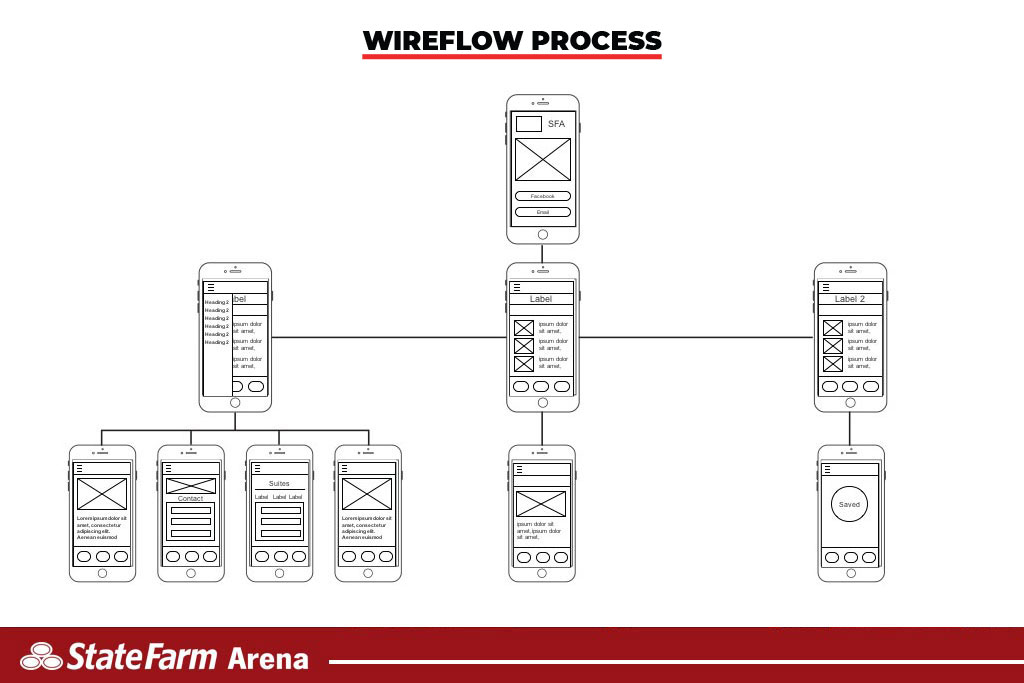 WIREFLOW PROCESS
SFA
Facebook
Email
bel
Heading 2
Heading 2
Heading 2
Heading 2
Heading 2
Heading 2
ipsum dolor
sit amet,
ipsum dolor
sit amet,
ipsum dolor
sit amet,
Label
ipsum dolor
sit amet,
ipsum dolor
sit amet,
ipsum dolor
sit amet,
Label 2
ipsum dolor
sit amet,
ipsum dolor
sit amet,
ipsum dolor
sit amet,
Lorem ipsum dolor sit
amet, consectetur
adipiscing elit.
Aenean euismod
Contact
Suites
Label Label Label
Lorem ipsum dolor sit
amet, consectetur
adipiscing elit.
Aenean euismod
ipsum dolor sit
amet,ipsum dolor
sit amet,
Saved
StateFarm Arena